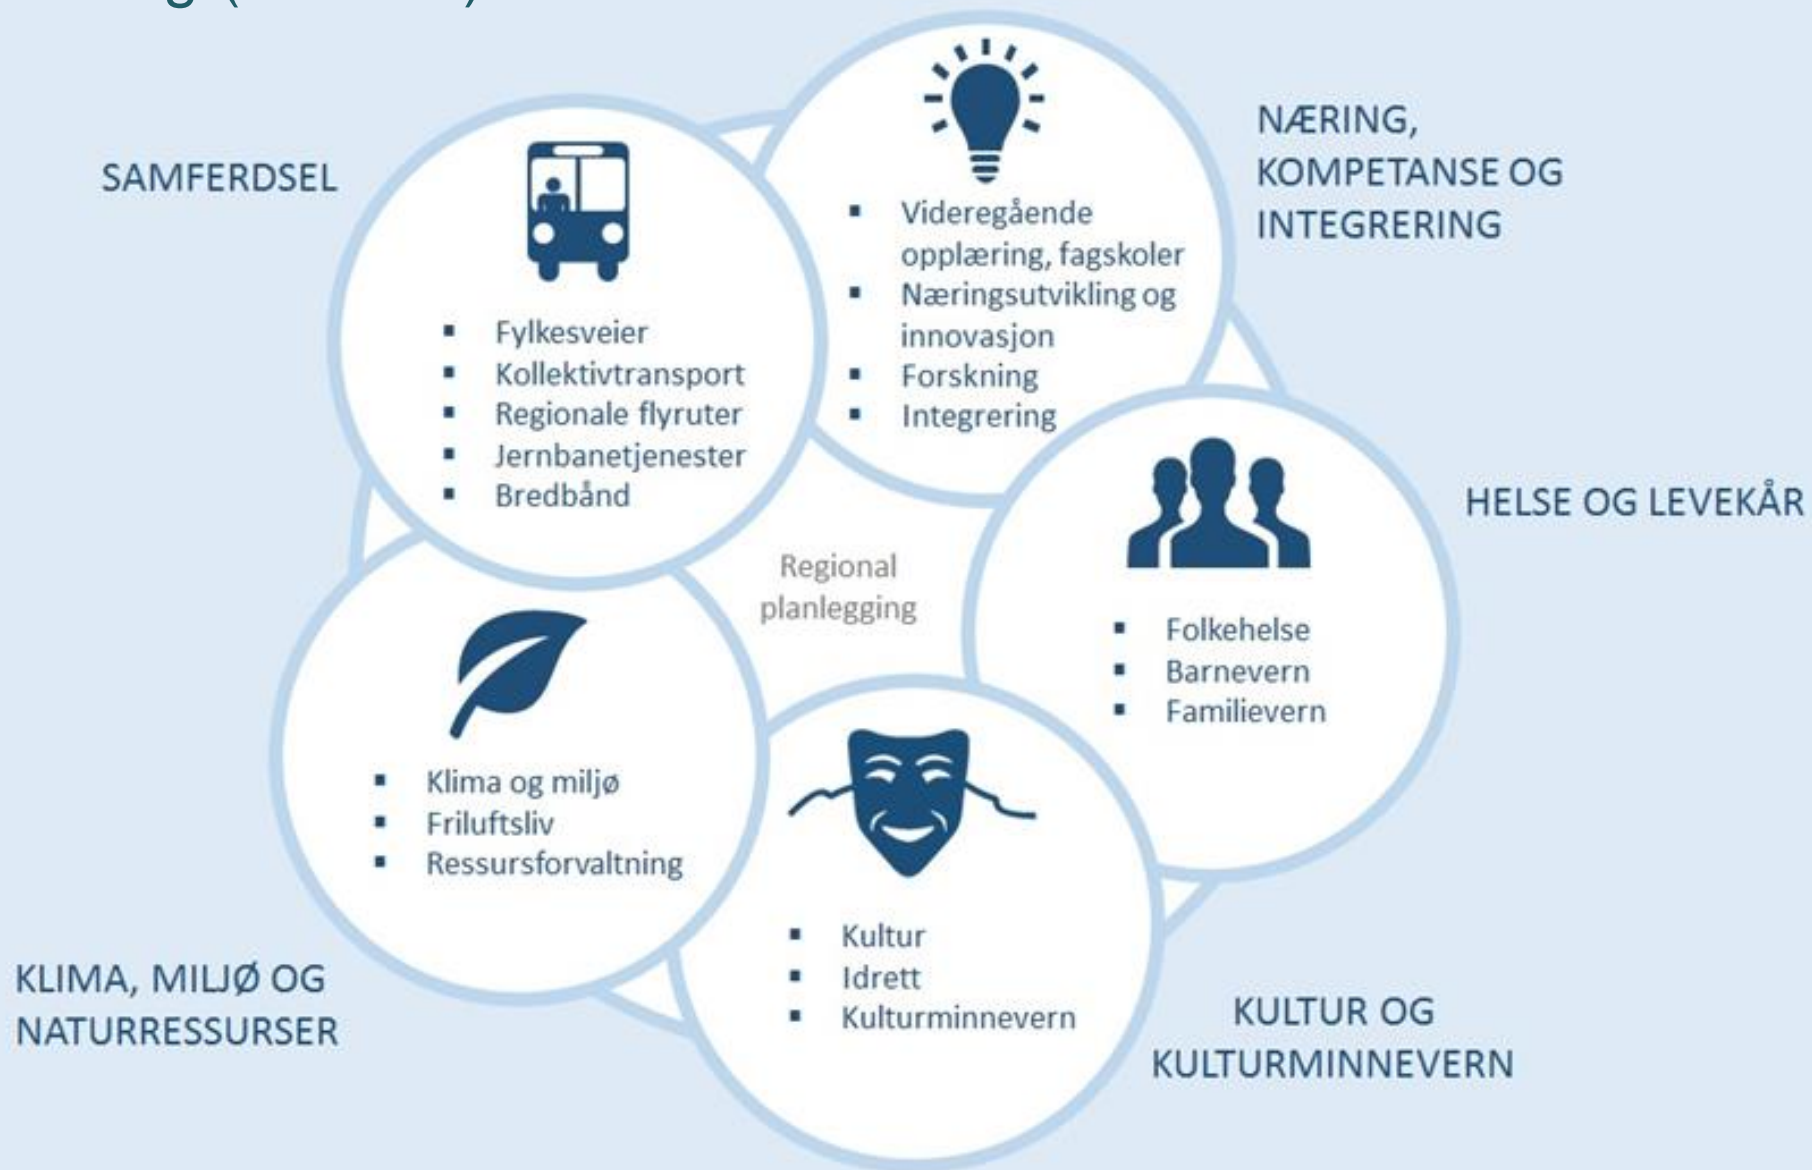 SAMFERDSEL
▪ Fylkesveier
▪ Kollektivtransport
▪ Regionale flyruter
▪ Jernbanetjenester
▪ Bredbånd
NÆRING,
KOMPETANSE OG
INTEGRERING
▪ Videregående
opplæring, fagskoler
▪ Næringsutvikling og
innovasjon
▪ Forskning
▪ Integrering
HELSE OG LEVEKÅR
▪ Folkehelse
▪ Barnevern
▪ Familievern
Regional
planlegging
▪ Klima og miljø
▪ Friluftsliv
▪ Ressursforvaltning
KLIMA, MILJØ OG
NATURRESSURSER
▪ Kultur
▪ Idrett
▪ Kulturminnevern
KULTUR OG
KULTURMINNEVERN